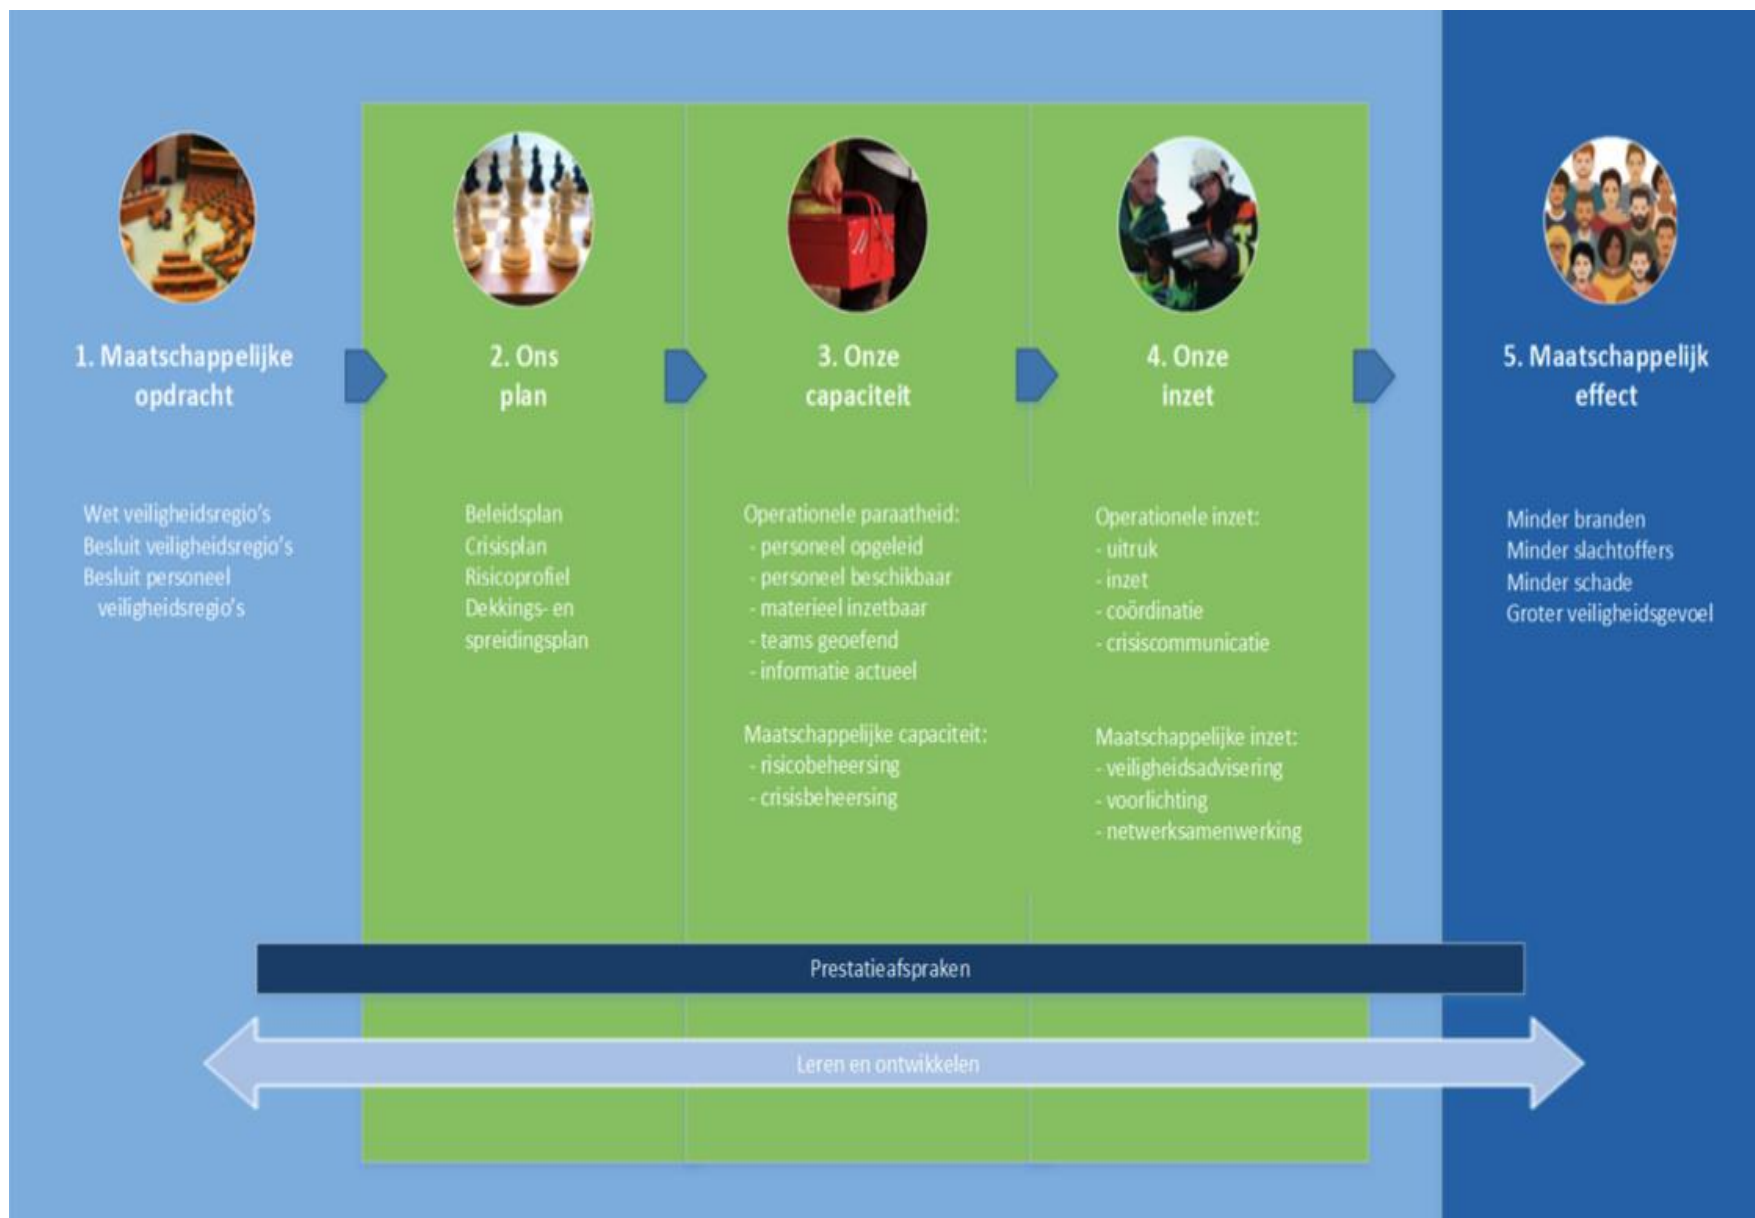 1. Maatschappelijke
opdracht
Wet veiligheidsregio's
Besluit veiligheidsregio's
Besluit personeel
veiligheidsregio's
2. Ons
plan
Beleidsplan
Crisisplan
Risicoprofiel
Dekkings- en
spreidingsplan
3. Onze
capaciteit
Operationele paraatheid:
- personeel opgeleid
- personeel beschikbaar
- materieel inzetbaar
- teams geoefend
- informatie actueel
Maatschappelijke capaciteit:
- risicobeheersing
- crisisbeheersing
4. Onze
inzet
Operationele inzet:
- uitruk
- inzet
- coördinatie
- crisiscommunicatie
Maatschappelijke inzet:
- veiligheidsadvisering
- voorlichting
- netwerksamenwerking
5. Maatschappelijk
effect
Minder branden
Minder slachtoffers
Minder schade
Groter veiligheidsgevoel
Prestatieafspraken
Leren en ontwikkelen